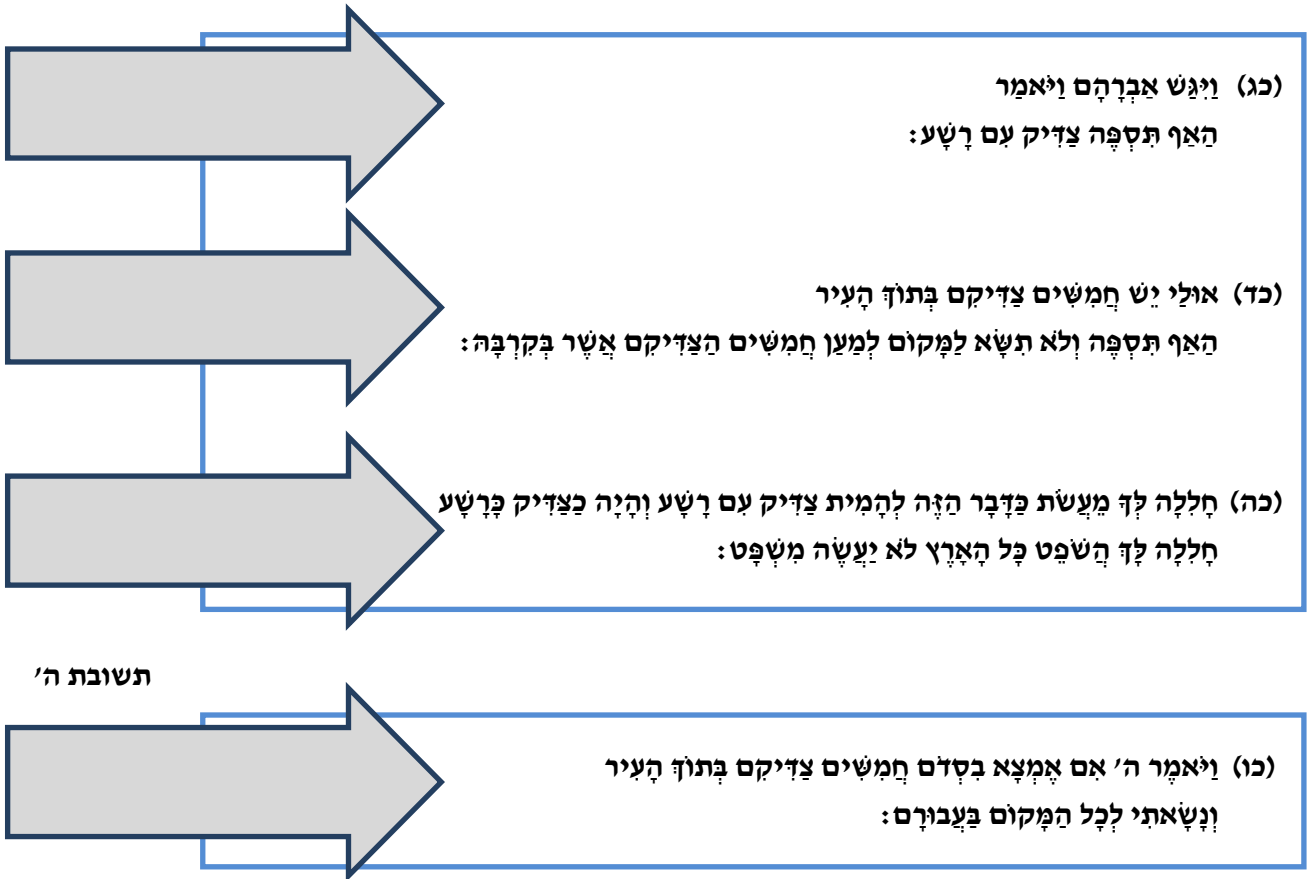 (כג) וַיִּגַּשׁ אַבְרָהָם וַיֹּאמַר
הַאַף תִּסְפֶּה צַדִּיק עִם רָשָׁע:
(כד) אוּלַי יֵשׁ חֲמִשִּׁים צַדִּיקִם בְּתוֹךְ הָעִיר
הַאַף תִּסְפֶּה וְלֹא תִשָּׂא לַמָּקוֹם לְמַעַן חֲמִשִּׁים הַצַּדִּיקִם אֲשֶׁר בְּקִרְבָּהּ:
(כה) חָלִלָה לְּךָ מֵעֲשֹׂת כַּדָּבָר הַזֶּה לְהָמִית צַדִּיק עִם רָשָׁע וְהָיָה כַצַּדִּיק כָּרָשָׁע
חָלִלָה לָּךְ הֲשֹׁפֵט כָּל הָאָרֶץ לֹא יַעֲשֶׂה מִשְׁפָּט:
תשובת ה'
(כו) וַיֹּאמֶר ה' אִם אֶמְצָא בִסְדֹם חֲמִשִּׁים צַדִּיקִם בְּתוֹךְ הָעִיר
וְנָשָׂאתִי לְכָל הַמָּקוֹם בַּעֲבוּרָם: